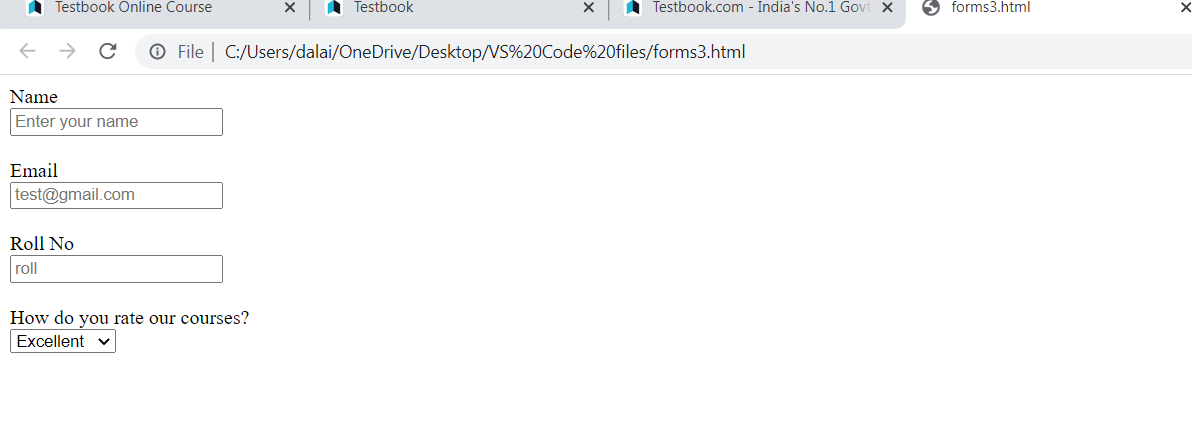 Testbook Online Course
Testbook
Testbook.com - India's No.1 Govt
forms3.html
File | C:/Users/dalai/OneDrive/Desktop/VS%20Code%20files/forms3.html
Name
Enter your name
Email
test@gmail.com
Roll No
roll
How do you rate our courses?
Excellent